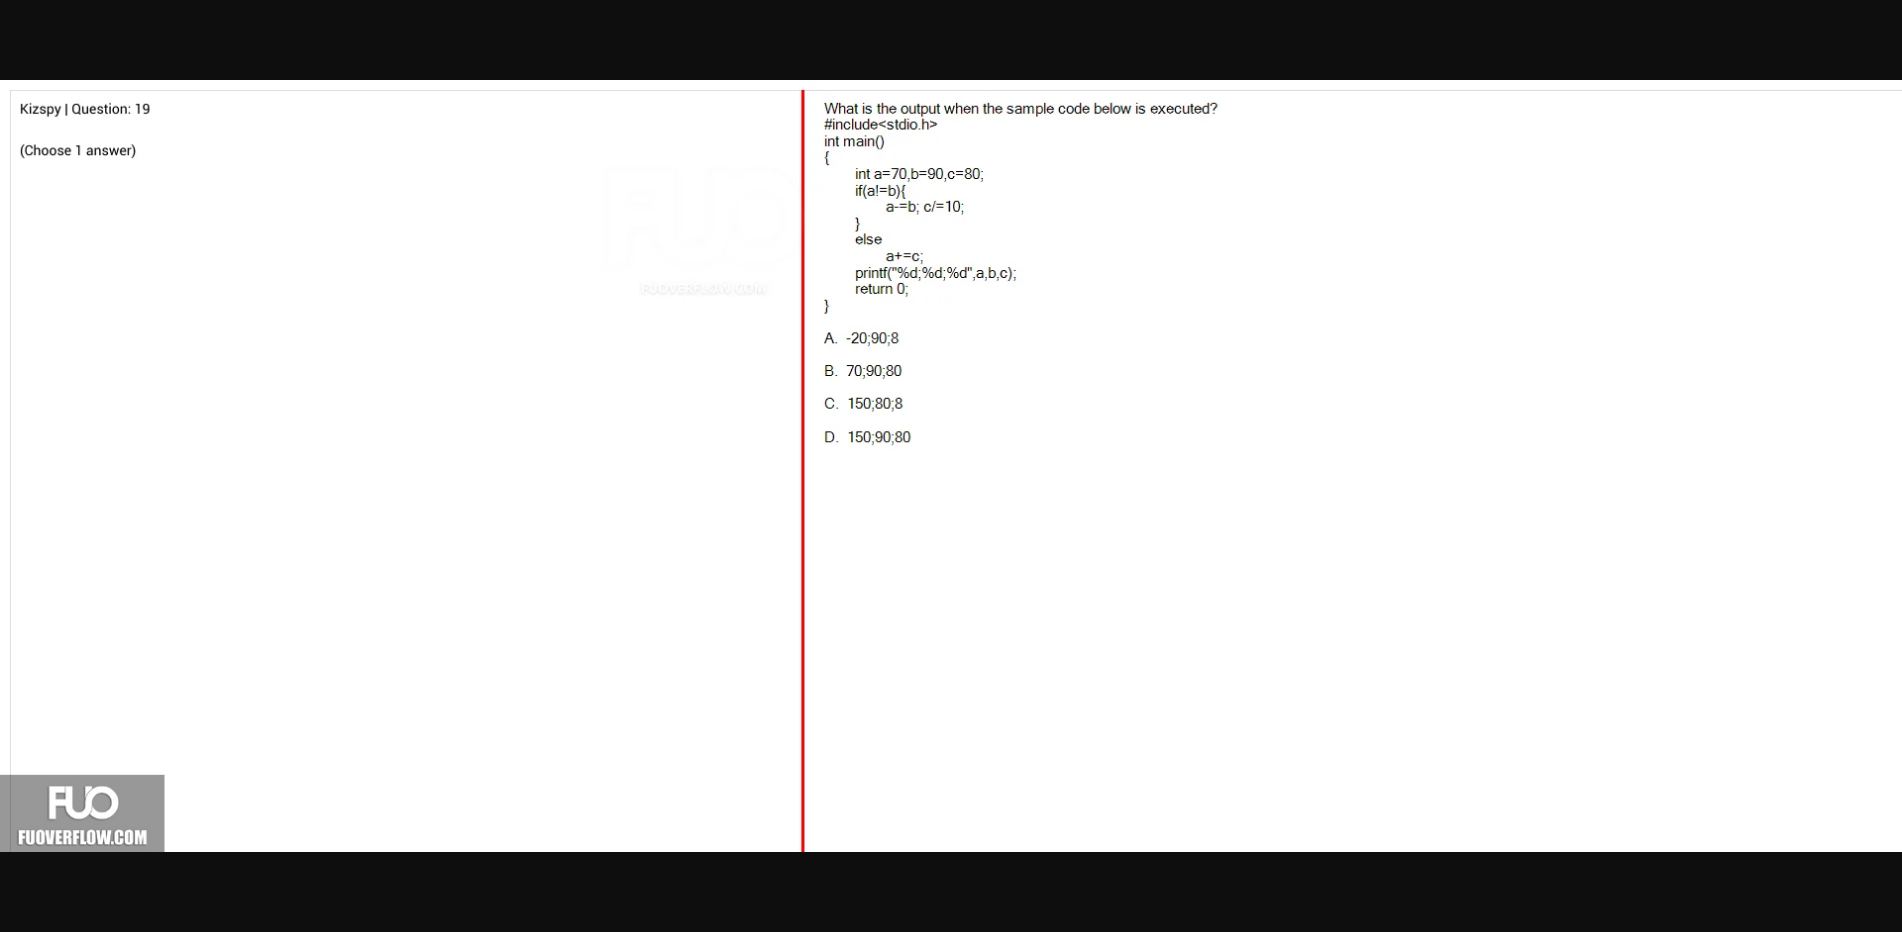 Kizspy | Question: 19
(Choose 1 answer)
FUOVERFLOW.COM
What is the output when the sample code below is executed?
#include<stdio.h>
int main()
{
int a=70,b=90,c=80;
if(a!=b){
a-=b; c/=10;
}
else
a+=c;
printf("%d;%d;%d",a,b,c);
return 0;
}
A. -20;90;8
B. 70;90;80
C. 150;80;8
D. 150;90;80
FUO
FUOVERFLOW.COM